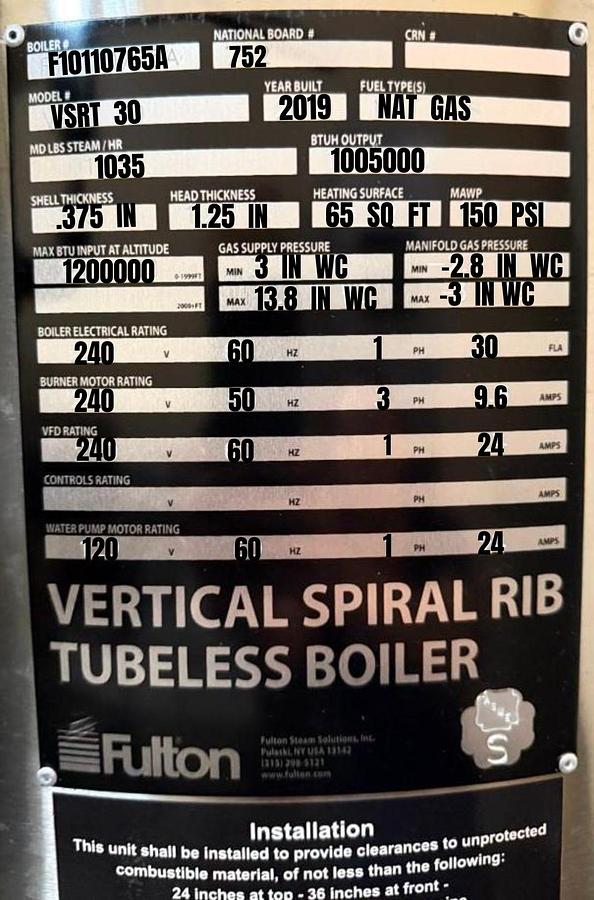 BOILER # NATIONAL BOARD # CRN #
F10110765A 752
MODEL # YEAR BUILT FUEL TYPE(S)
VSRT 30 2019 NAT GAS
MD LBS STEAM / HR BTUH OUTPUT
1035 1005000
SHELL THICKNESS HEAD THICKNESS HEATING SURFACE MAWP
.375 IN 1.25 IN 65 SQ FT 150 PSI
MAX BTU INPUT AT ALTITUDE GAS SUPPLY PRESSURE MANIFOLD GAS PRESSURE
1200000 0-1999FT MIN 3 IN WC MIN -2.8 IN WC
2000+FT MAX 13.8 IN WC MAX -3 IN WC
BOILER ELECTRICAL RATING
240 V 60 HZ 1 PH 30 FLA
BURNER MOTOR RATING
240 V 50 HZ 3 PH 9.6 AMPS
VFD RATING
240 V 60 HZ 1 PH 24 AMPS
CONTROLS RATING
V HZ PH AMPS
WATER PUMP MOTOR RATING
120 V 60 HZ 1 PH 24 AMPS
VERTICAL SPIRAL RIB
TUBELESS BOILER
Fulton
Fulton Steam Solutions, Inc.
Pulaski, NY USA 13142
(315) 298-5121
www.fulton.com
ASME
S
Installation
This unit shall be installed to provide clearances to unprotected
combustible material, of not less than the following:
24 inches at top - 36 inches at front -